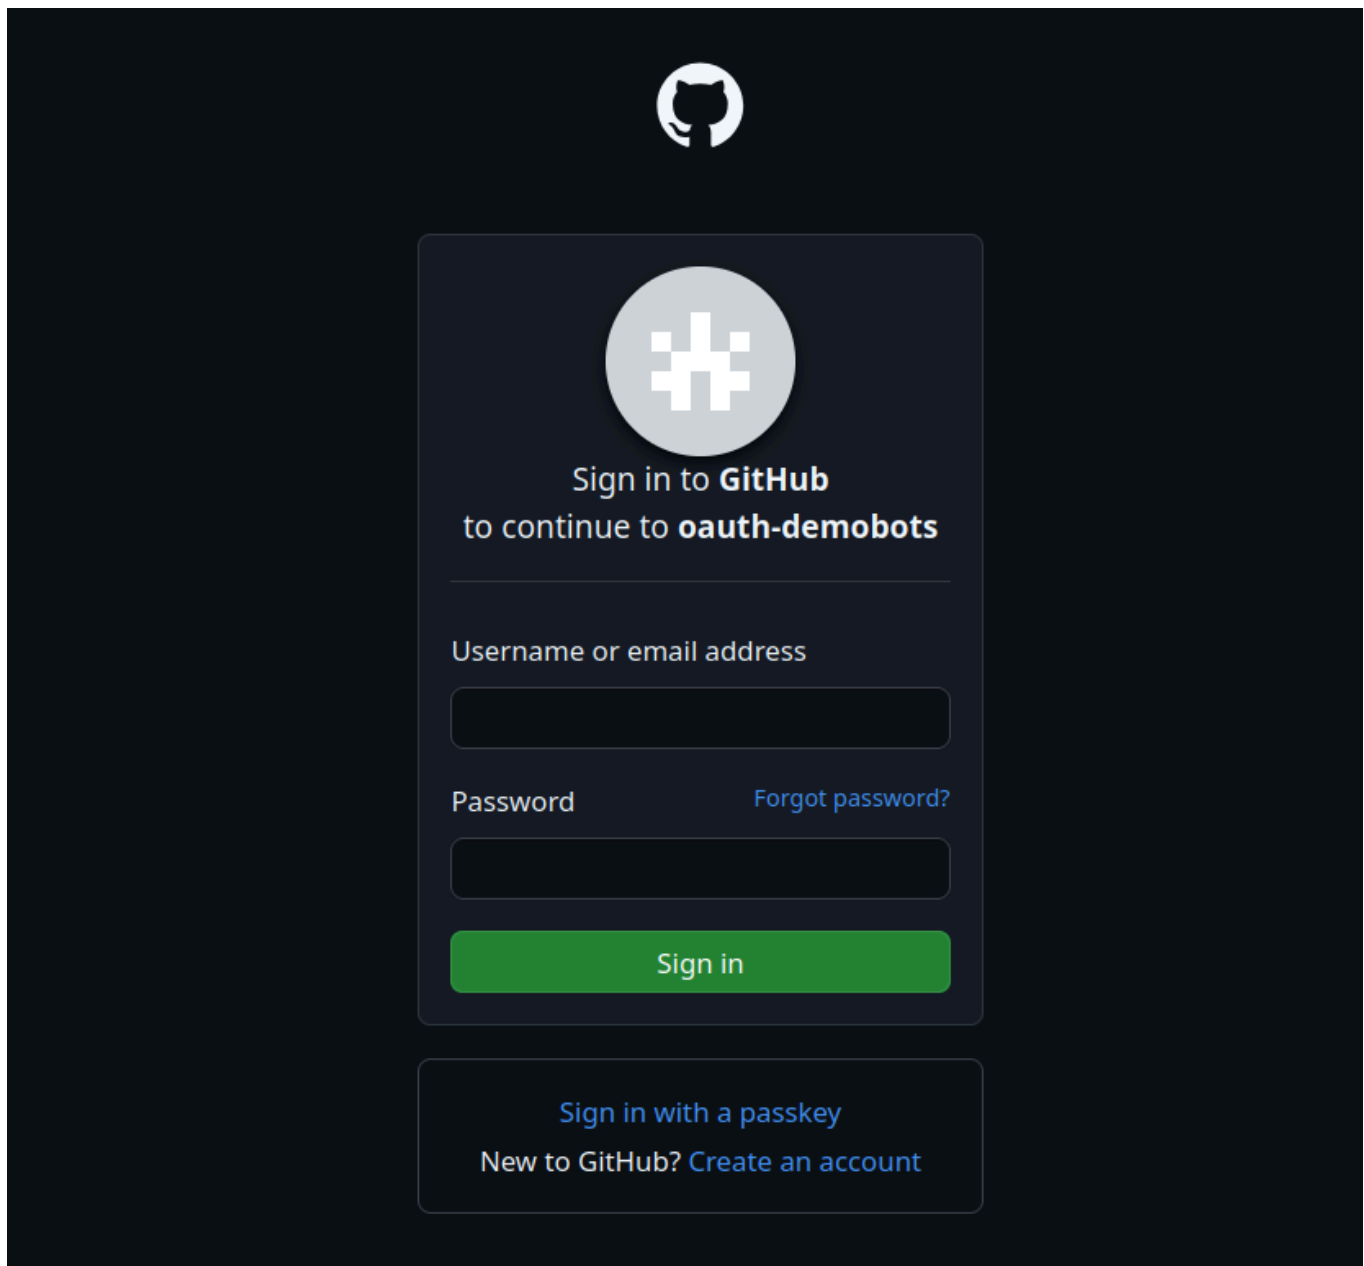 Sign in to GitHub
to continue to oauth-demobots
Username or email address
Password Forgot password?
Sign in
Sign in with a passkey
New to GitHub? Create an account